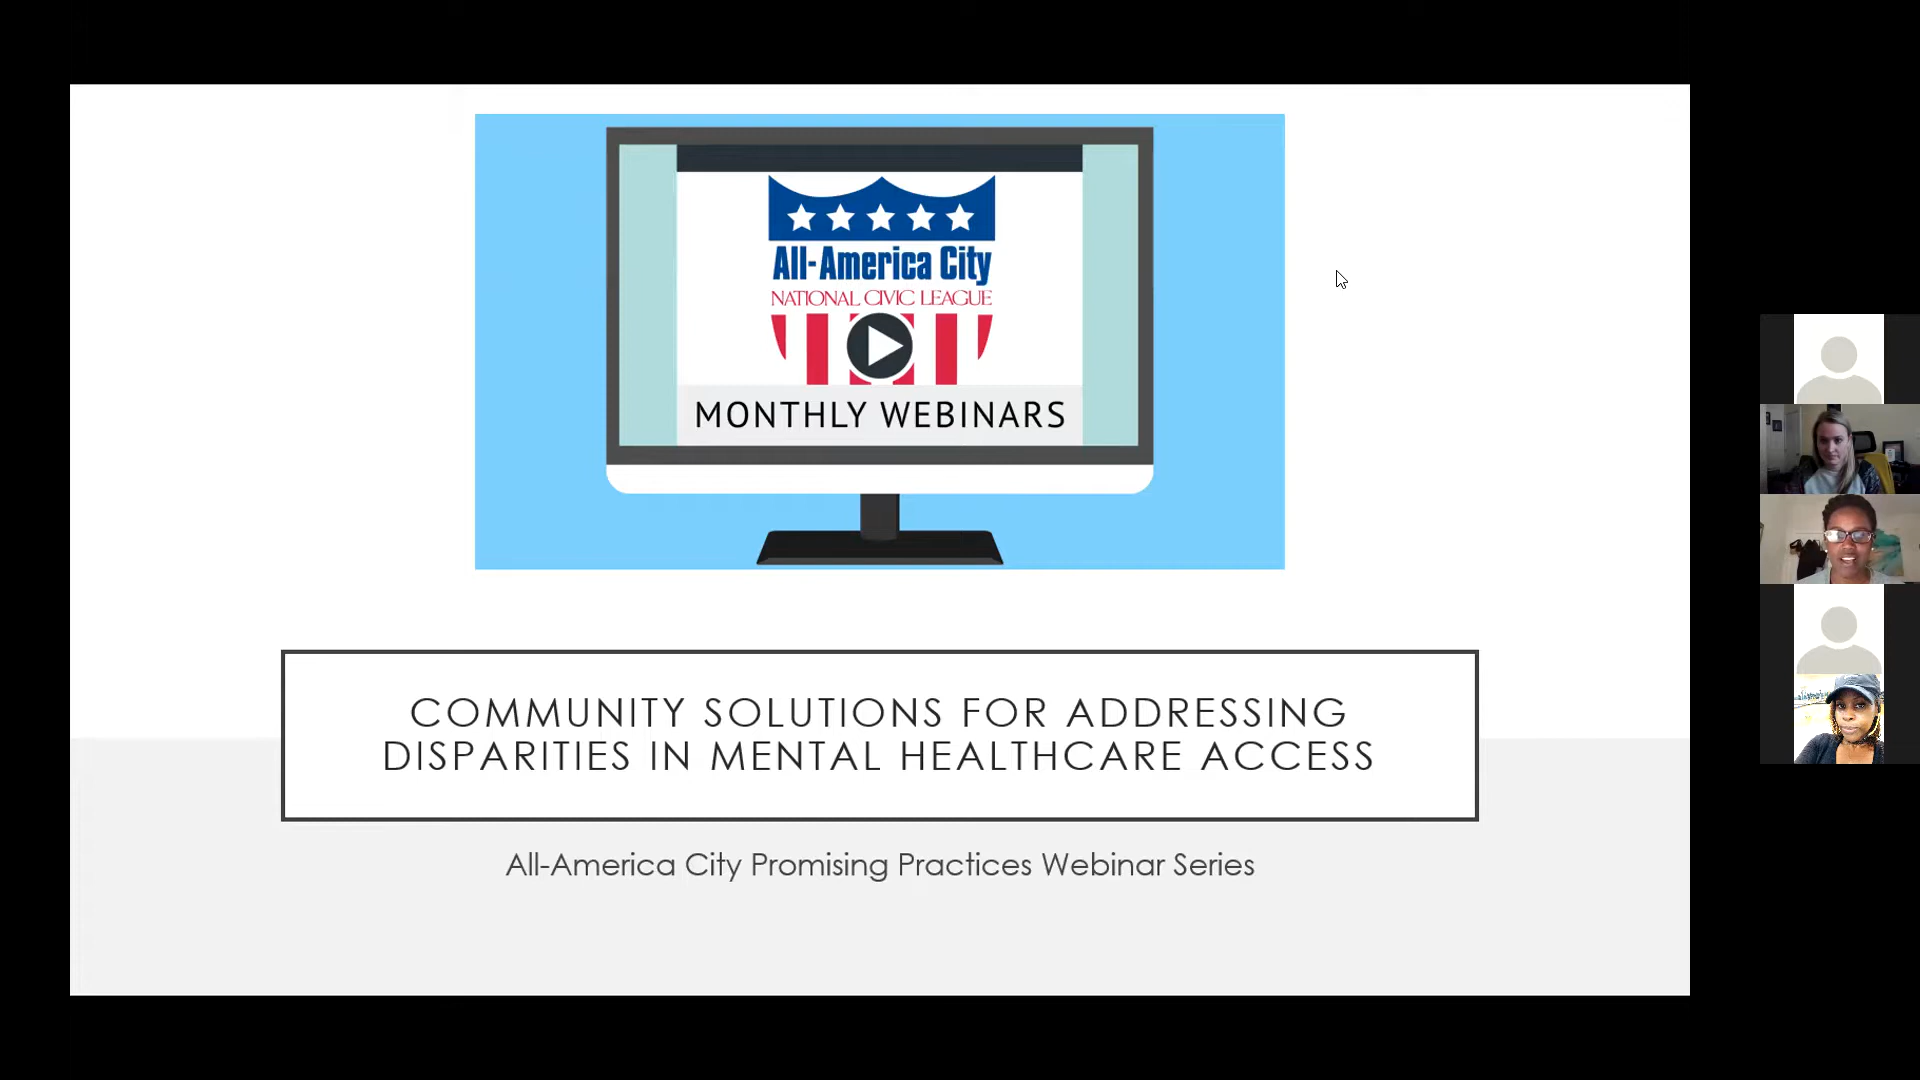 All-America City
NATIONAL CIVIC LEAGUE
MONTHLY WEBINARS
COMMUNITY SOLUTIONS FOR ADDRESSING
DISPARITIES IN MENTAL HEALTHCARE ACCESS
All-America City Promising Practices Webinar Series